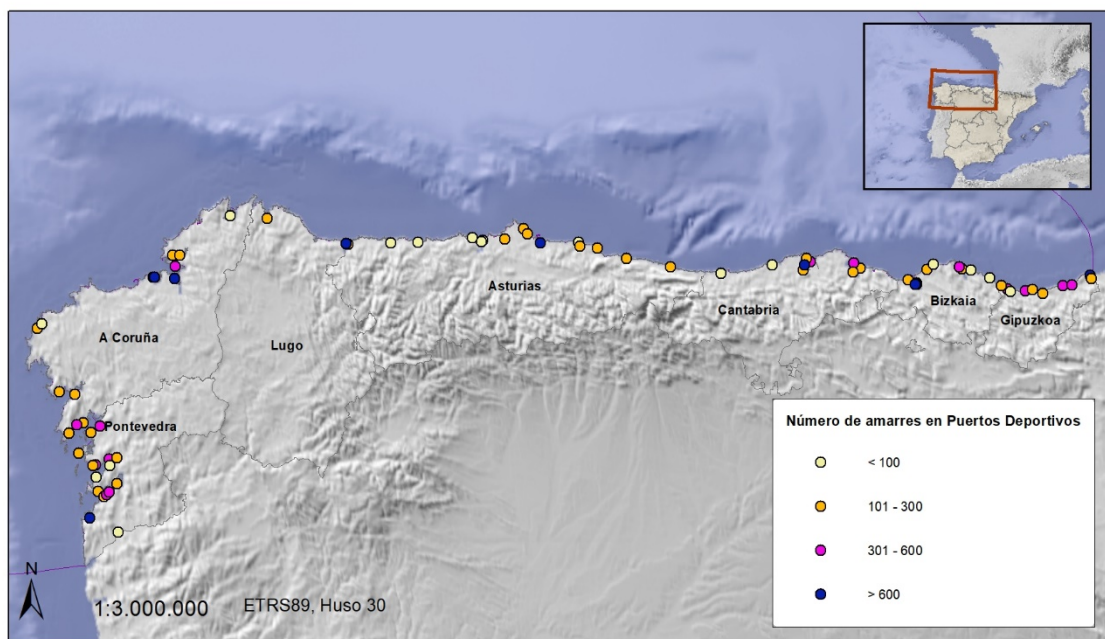 A Coruña
Lugo
Asturias
Cantabria
Bizkaia
Gipuzkoa
Pontevedra
Número de amarres en Puertos Deportivos
< 100
101 - 300
301 - 600
> 600
N
1:3.000.000
ETRS89, Huso 30